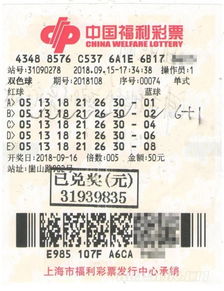 中国福利彩票
CHINA WELFARE LOTTERY
4348 8576 C537 6A1E 6B17
站号:31090278 2018.09.15-17:34:38 操作员:1
双色球 期号:2018108 序号:00074 单式
红球 蓝球
A) 05 13 18 21 26 30 - 01
B) 05 13 18 21 26 30 - 02
C) 05 13 18 21 26 30 - 04
D) 05 13 18 21 26 30 - 06
E) 05 13 18 21 26 30 - 08
6+1
开奖日:2018-09-16 倍数:005 金额:50元
站址:
已兑奖(元)
31939835
E985 107F A6CA
上海市福利彩票发行中心承销